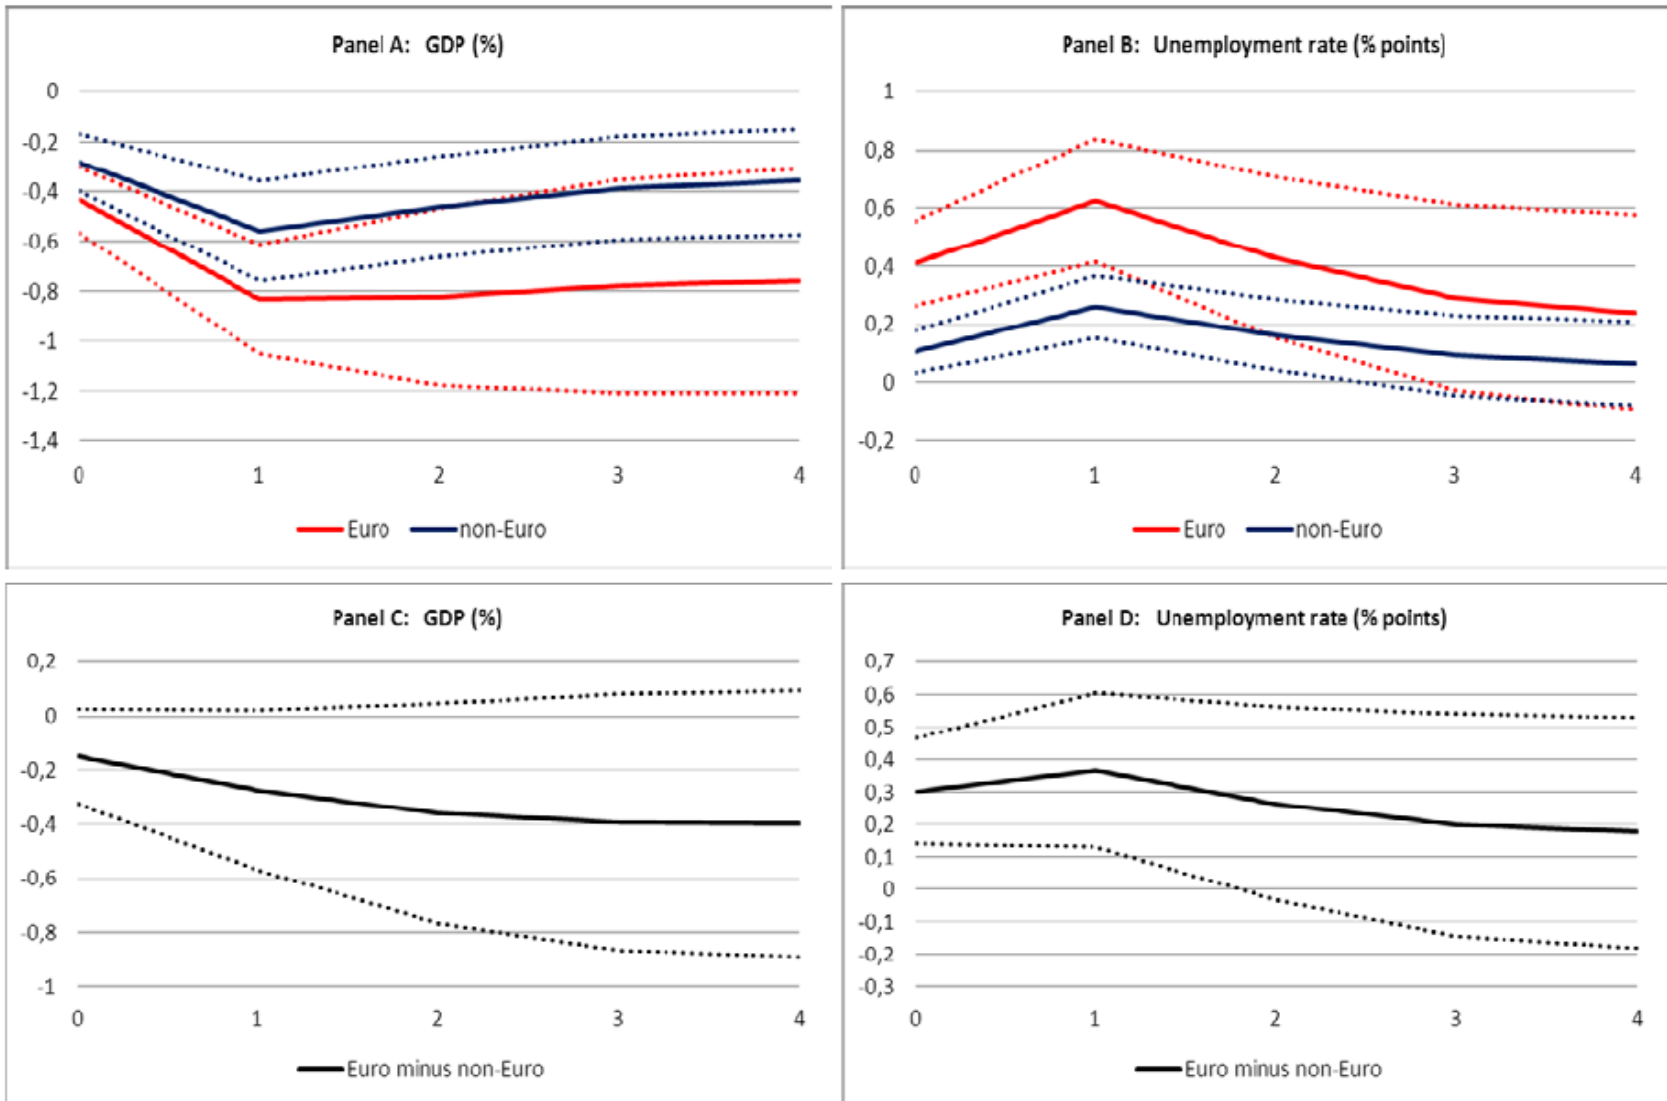 Panel A: GDP (%)
0
-0,2
-0,4
-0,6
-0,8
-1
-1,2
-1,4
0 1 2 3 4
Euro non-Euro
Panel B: Unemployment rate (% points)
1
0,8
0,6
0,4
0,2
0
-0,2
0 1 2 3 4
Euro non-Euro
Panel C: GDP (%)
0,2
0
-0,2
-0,4
-0,6
-0,8
-1
0 1 2 3 4
Euro minus non-Euro
Panel D: Unemployment rate (% points)
0,7
0,6
0,5
0,4
0,3
0,2
0,1
0
-0,1
-0,2
-0,3
0 1 2 3 4
Euro minus non-Euro